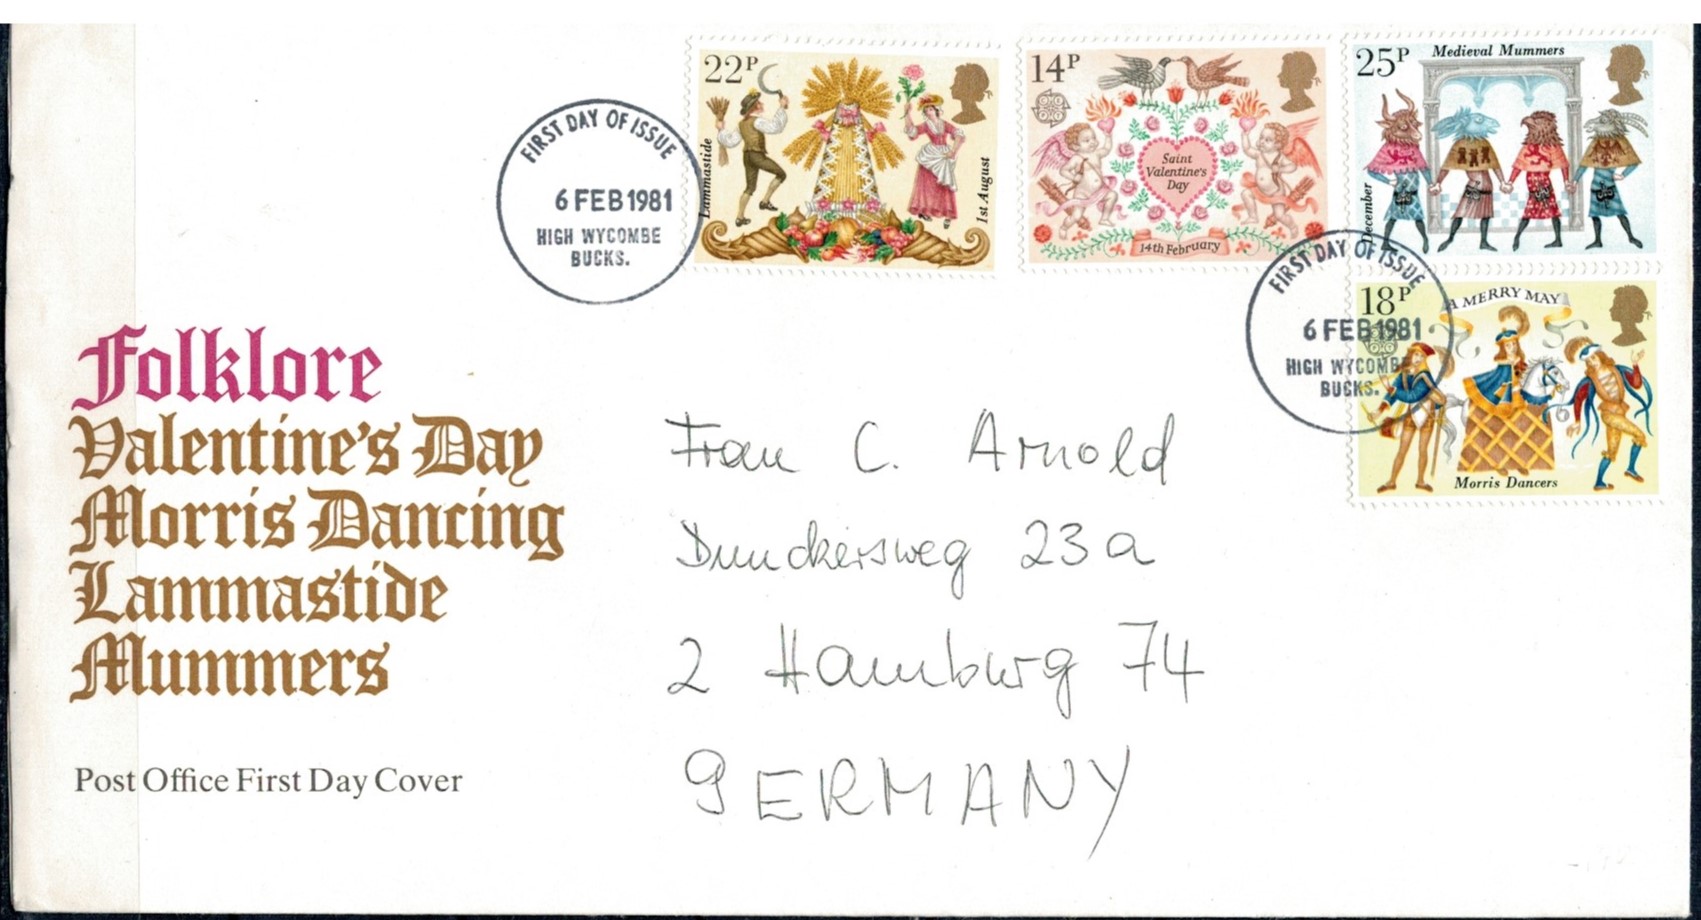 22P
Lammastide
1st August
14P
Saint
Valentine's
Day
14th February
25P
Medieval Mummers
December
18P
A MERRY MAY
Morris Dancers
FIRST DAY OF ISSUE
6 FEB 1981
HIGH WYCOMBE
BUCKS.
FIRST DAY OF ISSUE
6 FEB 1981
HIGH WYCOMBE
BUCKS.
Folklore
Valentine's Day
Morris Dancing
Lammastide
Mummers
Post Office First Day Cover
Frau C. Arnold
Dunckersweg 23a
2 Hamburg 74
GERMANY